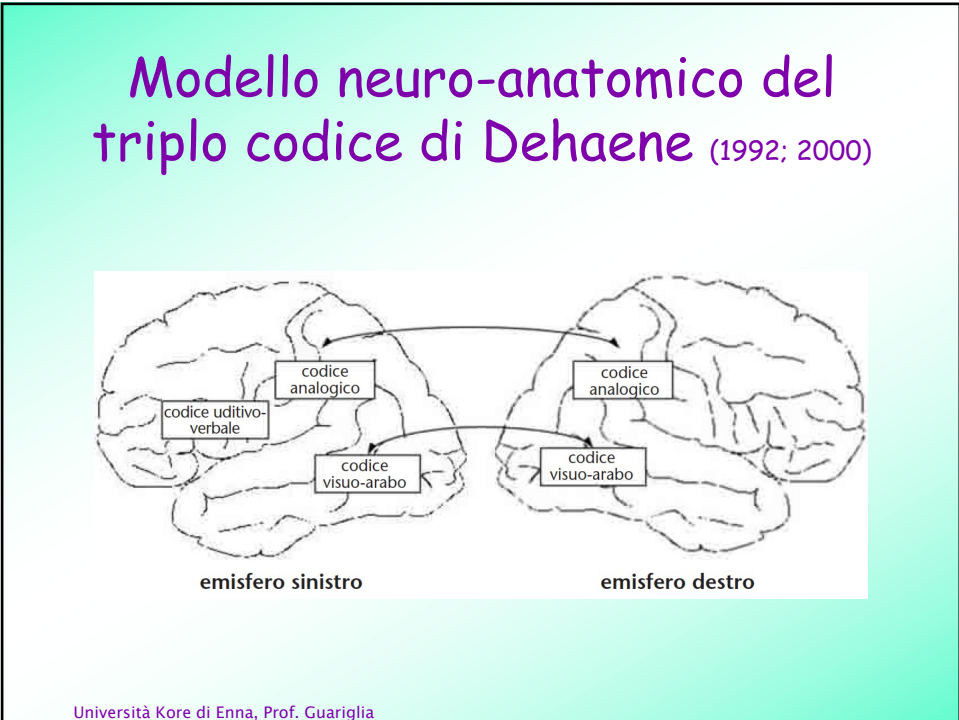 Modello neuro-anatomico del
triplo codice di Dehaene (1992; 2000)
codice
analogico
codice uditivo-
verbale
codice
visuo-arabo
codice
analogico
codice
visuo-arabo
emisfero sinistro
emisfero destro
Università Kore di Enna, Prof. Guariglia